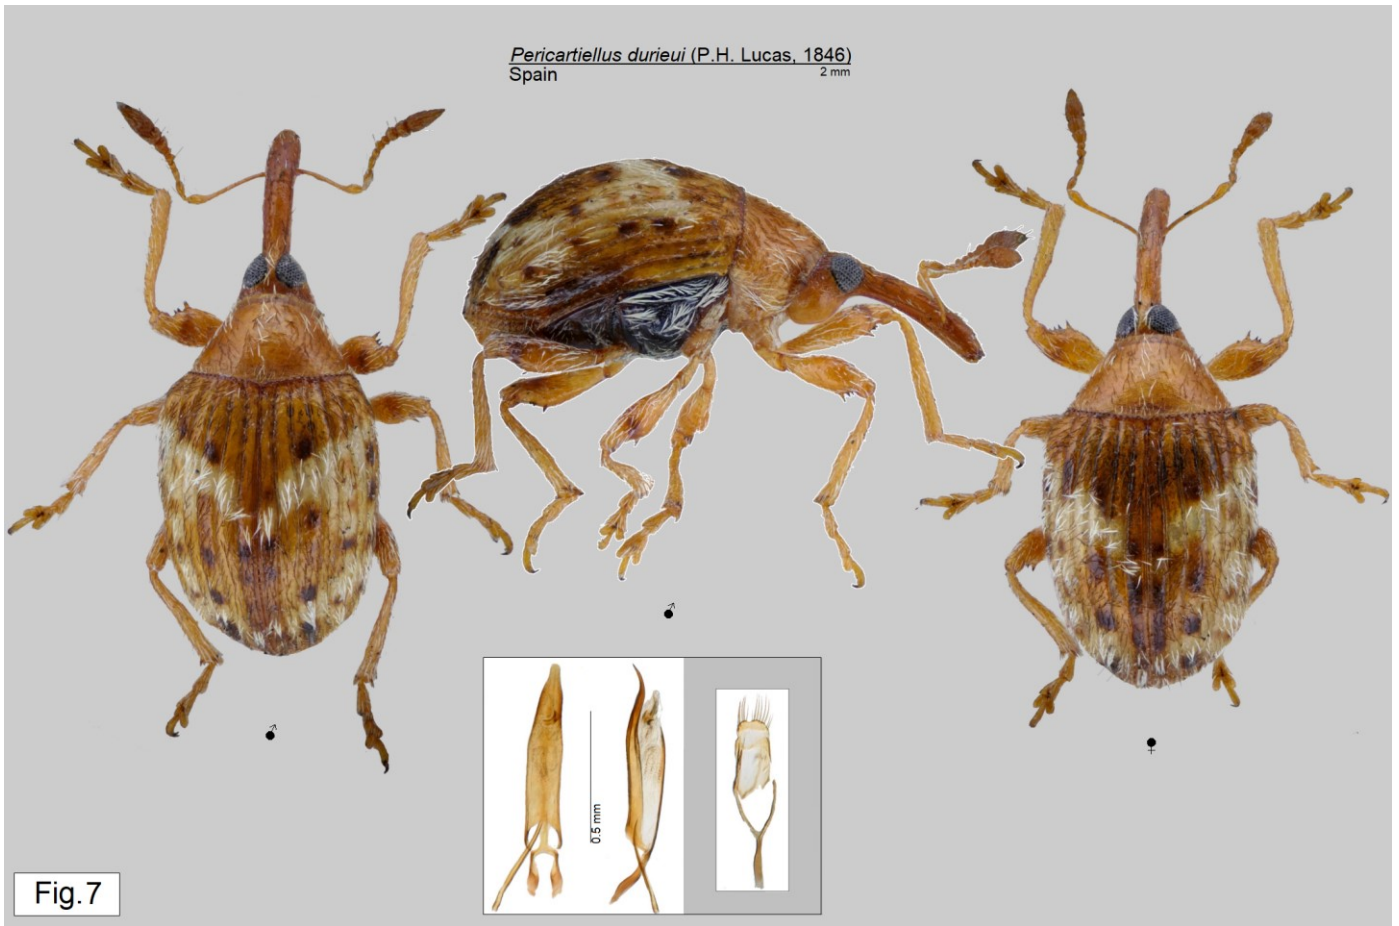 Pericartiellus durieui (P.H. Lucas, 1846)
Spain 2 mm
♂
♂
♀
0.5 mm
Fig.7